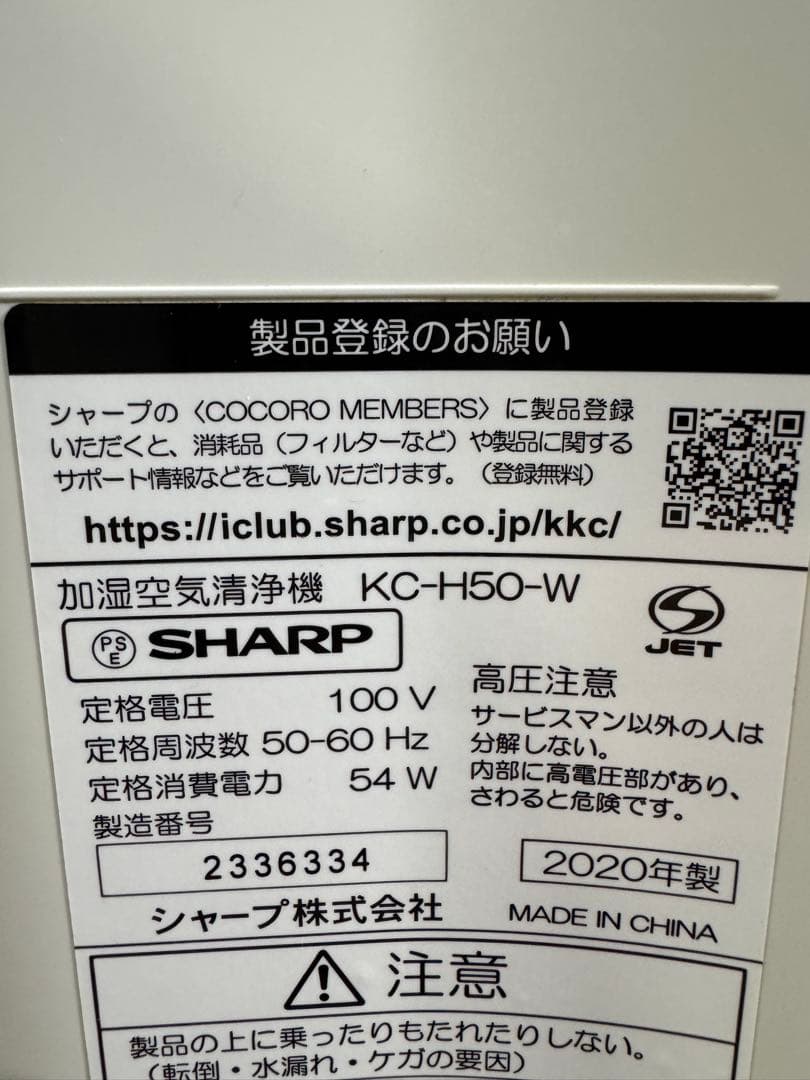 製品登録のお願い
シャープの〈COCORO MEMBERS〉に製品登録
いただくと、消耗品（フィルターなど）や製品に関する
サポート情報などをご覧いただけます。（登録無料）
https://iclub.sharp.co.jp/kkc/
加湿空気清浄機 KC-H50-W
PSE SHARP
JET
定格電圧 100 V
定格周波数 50-60 Hz
定格消費電力 54 W
製造番号
2336334
シャープ株式会社
高圧注意
サービスマン以外の人は
分解しない。
内部に高電圧部があり、
さわると危険です。
2020年製
MADE IN CHINA
注意
製品の上に乗ったりもたれたりしない。
（転倒・水漏れ・ケガの要因）